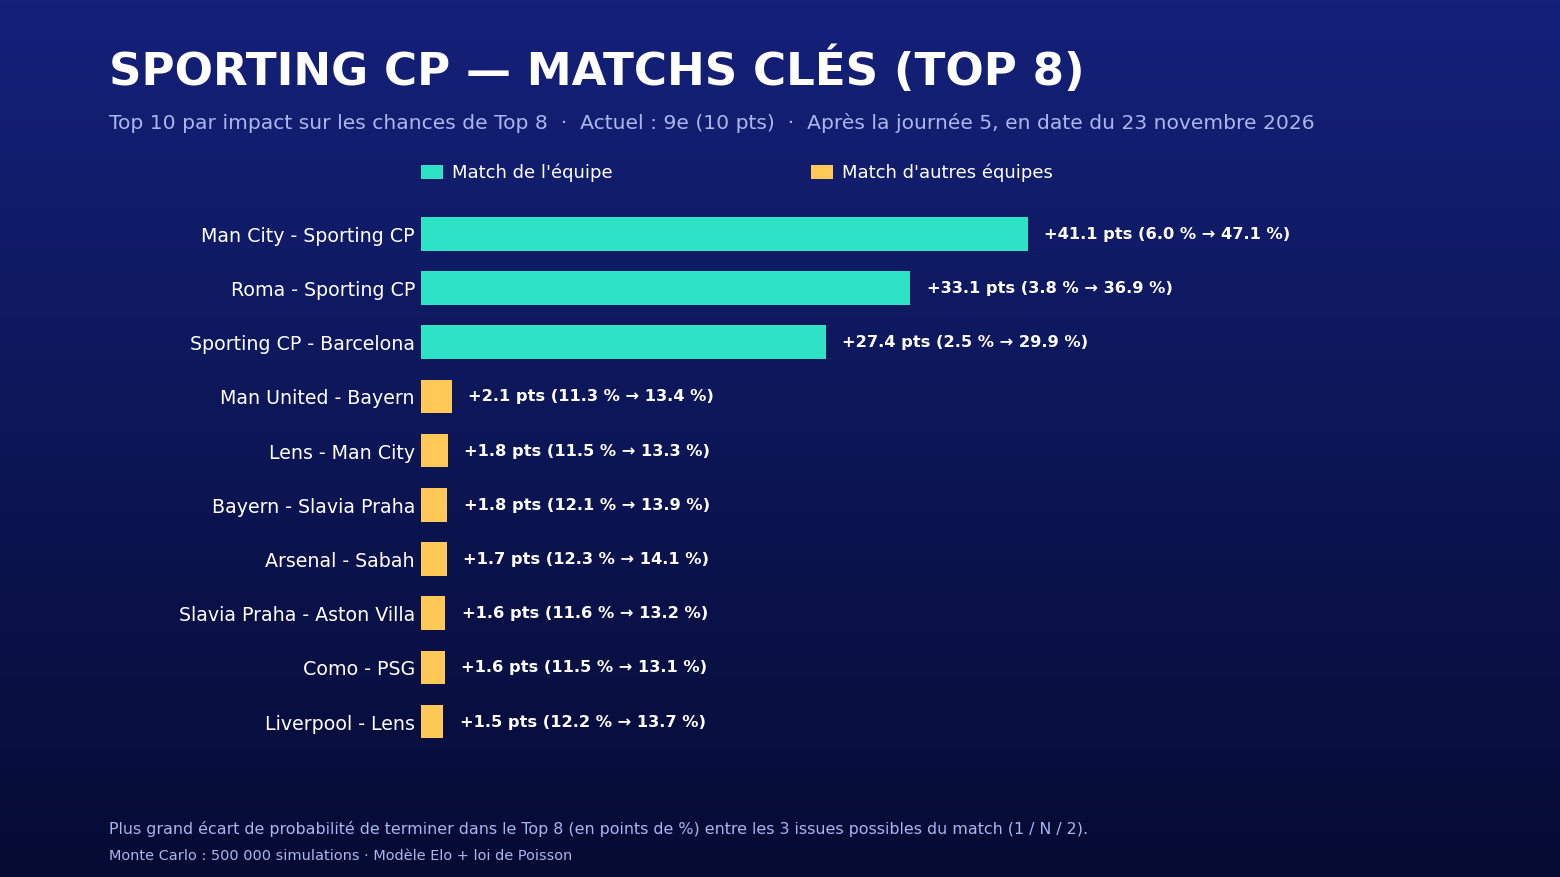 SPORTING CP — MATCHS CLÉS (TOP 8)
Top 10 par impact sur les chances de Top 8 · Actuel : 9e (10 pts) · Après la journée 5, en date du 23 novembre 2026
Match de l'équipe Match d'autres équipes
Man City - Sporting CP +41.1 pts (6.0 % → 47.1 %)
Roma - Sporting CP +33.1 pts (3.8 % → 36.9 %)
Sporting CP - Barcelona +27.4 pts (2.5 % → 29.9 %)
Man United - Bayern +2.1 pts (11.3 % → 13.4 %)
Lens - Man City +1.8 pts (11.5 % → 13.3 %)
Bayern - Slavia Praha +1.8 pts (12.1 % → 13.9 %)
Arsenal - Sabah +1.7 pts (12.3 % → 14.1 %)
Slavia Praha - Aston Villa +1.6 pts (11.6 % → 13.2 %)
Como - PSG +1.6 pts (11.5 % → 13.1 %)
Liverpool - Lens +1.5 pts (12.2 % → 13.7 %)
Plus grand écart de probabilité de terminer dans le Top 8 (en points de %) entre les 3 issues possibles du match (1 / N / 2).
Monte Carlo : 500 000 simulations · Modèle Elo + loi de Poisson